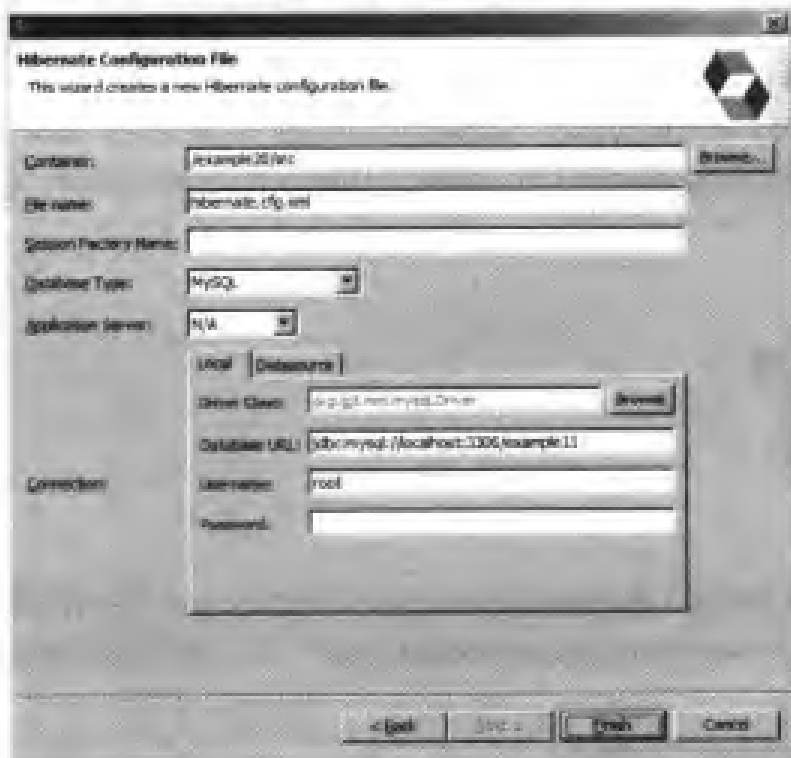 Hibernate Configuration File
This wizard creates a new Hibernate configuration file.
Container:
Browse...
File name: hibernate.cfg.xml
Session Factory Name:
Database Type: MySQL
Application Server: N/A
Local Datasource
Driver Class: Browse
Database URL:
Connection:
Username: root
Password:
< Back Next > Finish Cancel